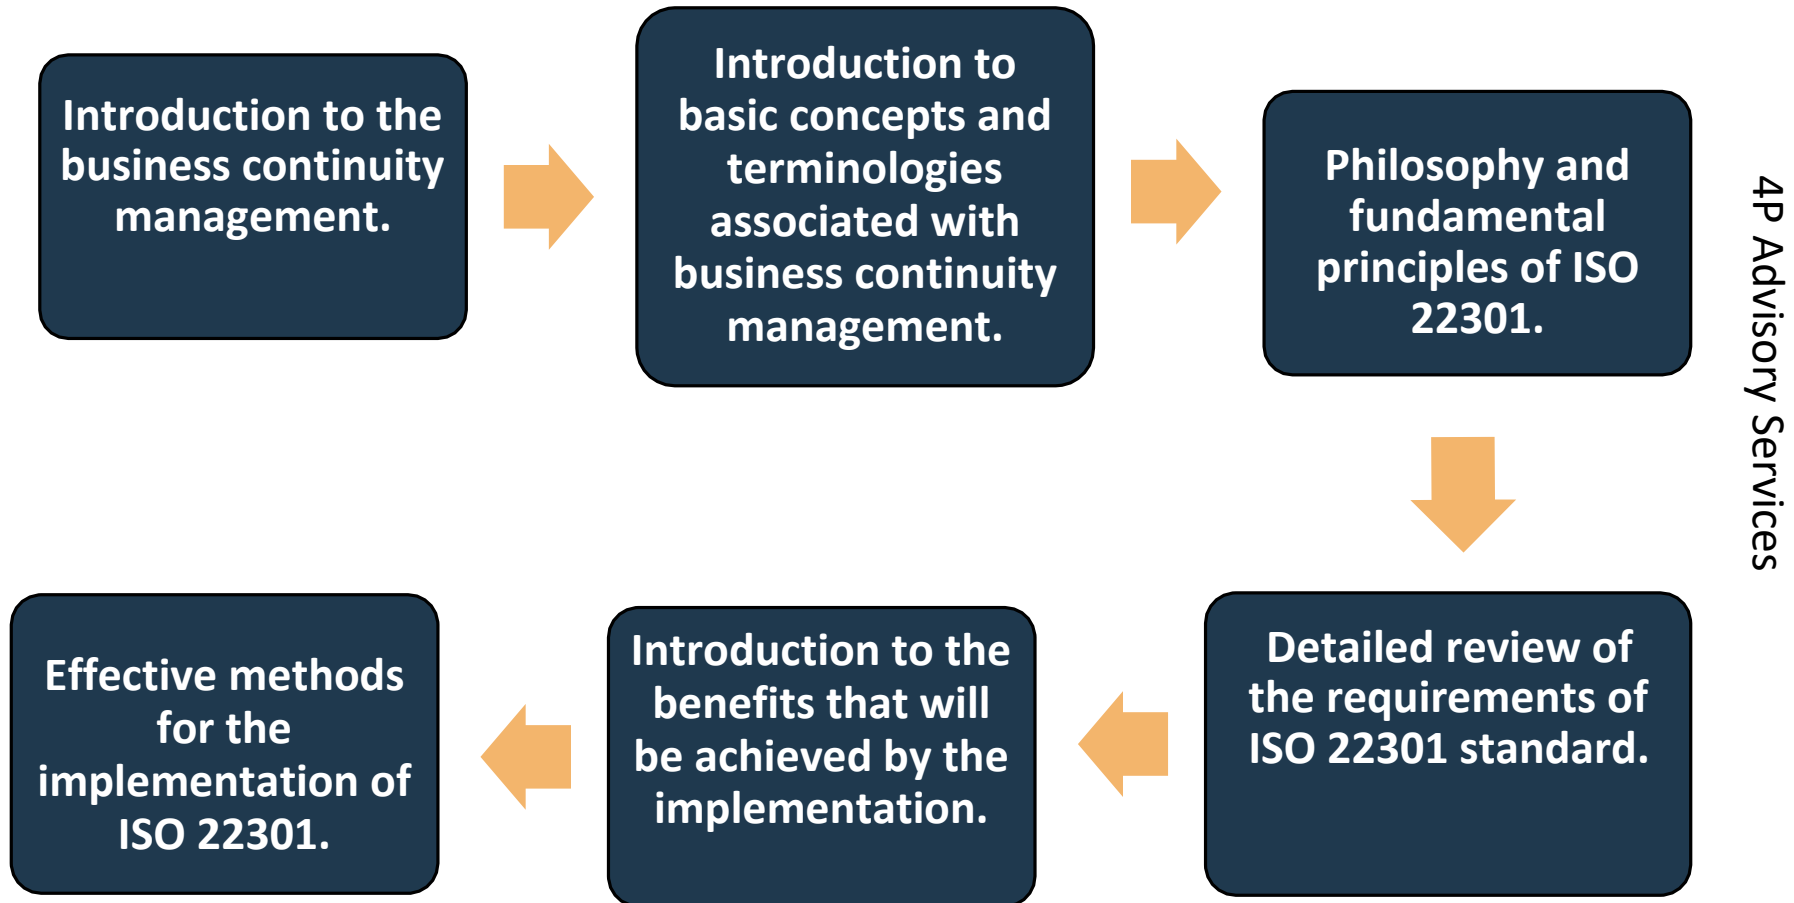 Introduction to the
business continuity
management.
Introduction to
basic concepts and
terminologies
associated with
business continuity
management.
Philosophy and
fundamental
principles of ISO
22301.
Detailed review of
the requirements of
ISO 22301 standard.
Introduction to the
benefits that will
be achieved by the
implementation.
Effective methods
for the
implementation of
ISO 22301.
4P Advisory Services